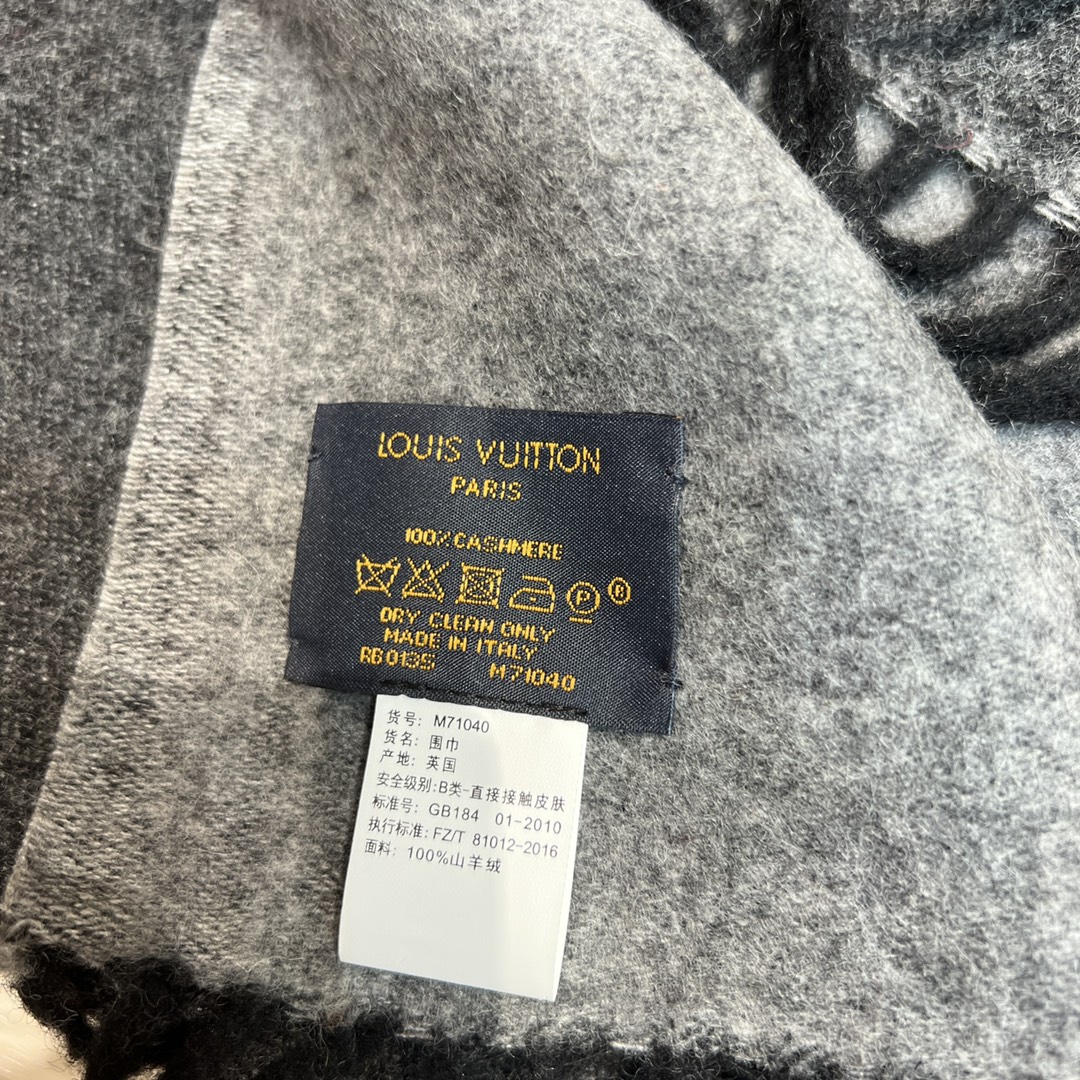 LOUIS VUITTON
PARIS
100% CASHMERE
P ®
DRY CLEAN ONLY
MADE IN ITALY
RB0135 M71040
货号: M71040
货名: 围巾
产地: 英国
安全级别:B类-直接接触皮肤
标准号: GB184 01-2010
执行标准: FZ/T 81012-2016
面料: 100%山羊绒